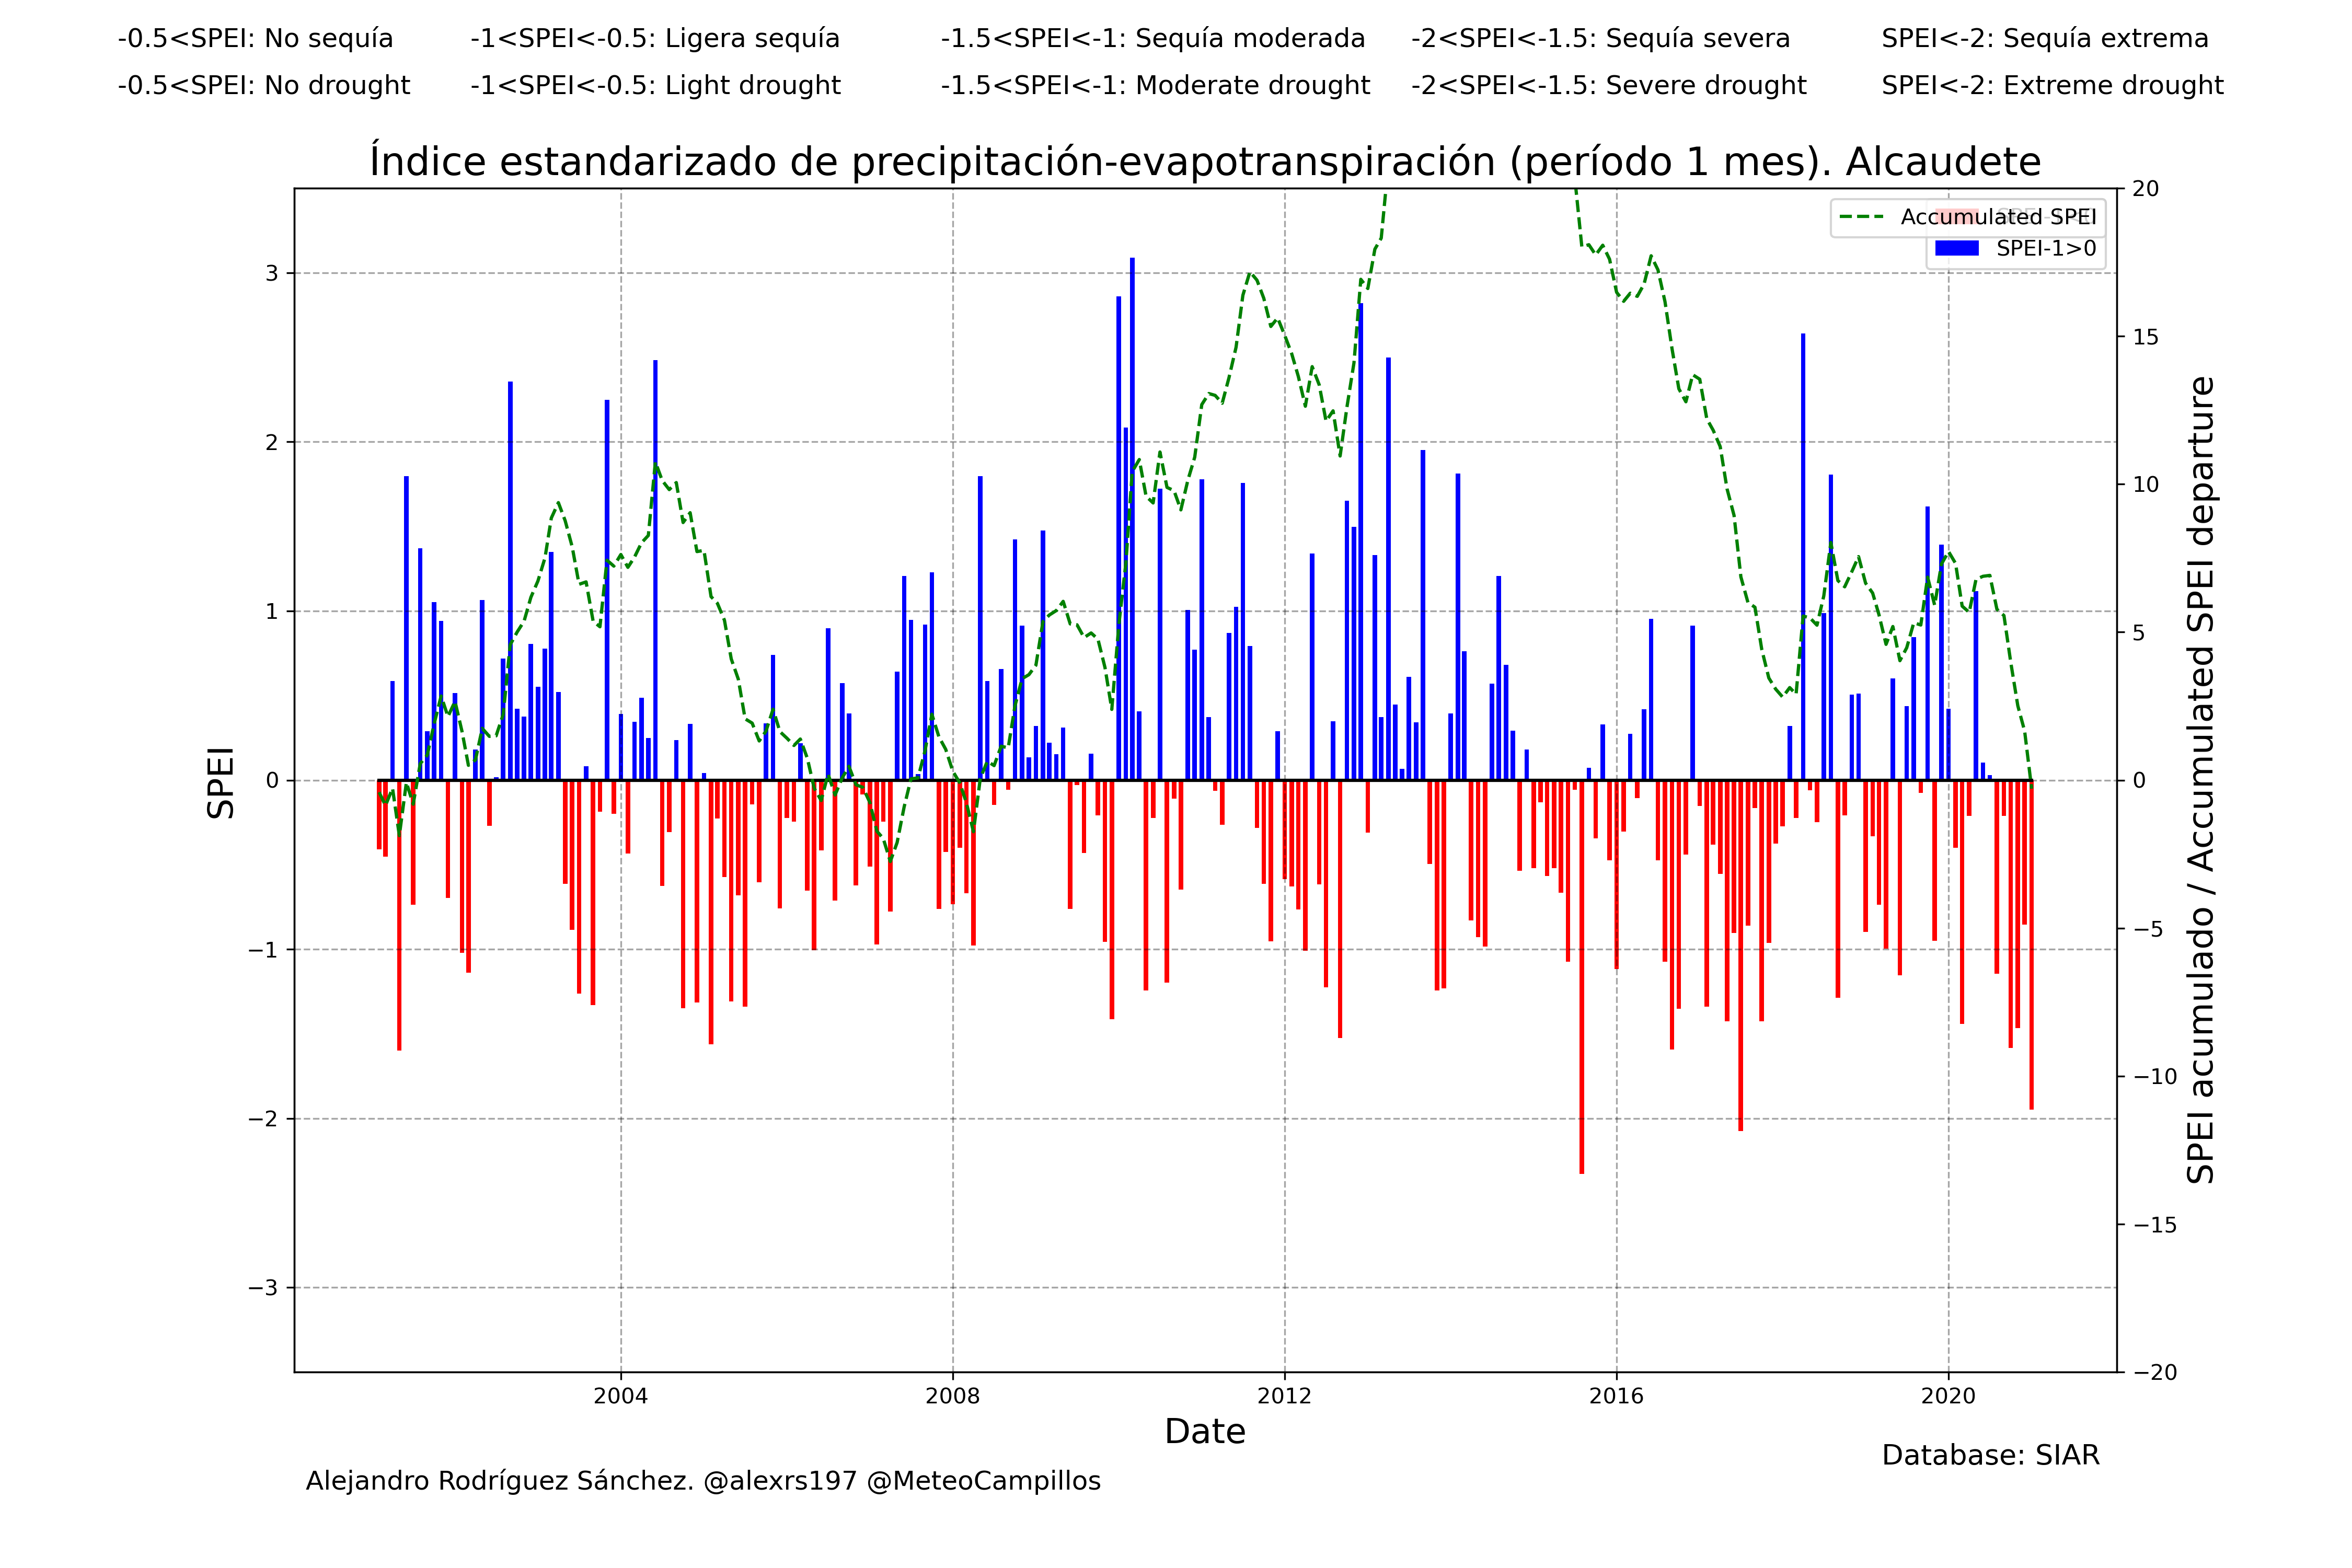 -0.5<SPEI: No sequía -1<SPEI<-0.5: Ligera sequía -1.5<SPEI<-1: Sequía moderada -2<SPEI<-1.5: Sequía severa SPEI<-2: Sequía extrema
-0.5<SPEI: No drought -1<SPEI<-0.5: Light drought -1.5<SPEI<-1: Moderate drought -2<SPEI<-1.5: Severe drought SPEI<-2: Extreme drought
Índice estandarizado de precipitación-evapotranspiración (período 1 mes). Alcaudete
Accumulated SPEI
SPEI-1>0
3
2
1
0
−1
−2
−3
SPEI
20
15
10
5
0
−5
−10
−15
−20
SPEI acumulado / Accumulated SPEI departure
2004 2008 2012 2016 2020
Date
Database: SIAR
Alejandro Rodríguez Sánchez. @alexrs197 @MeteoCampillos